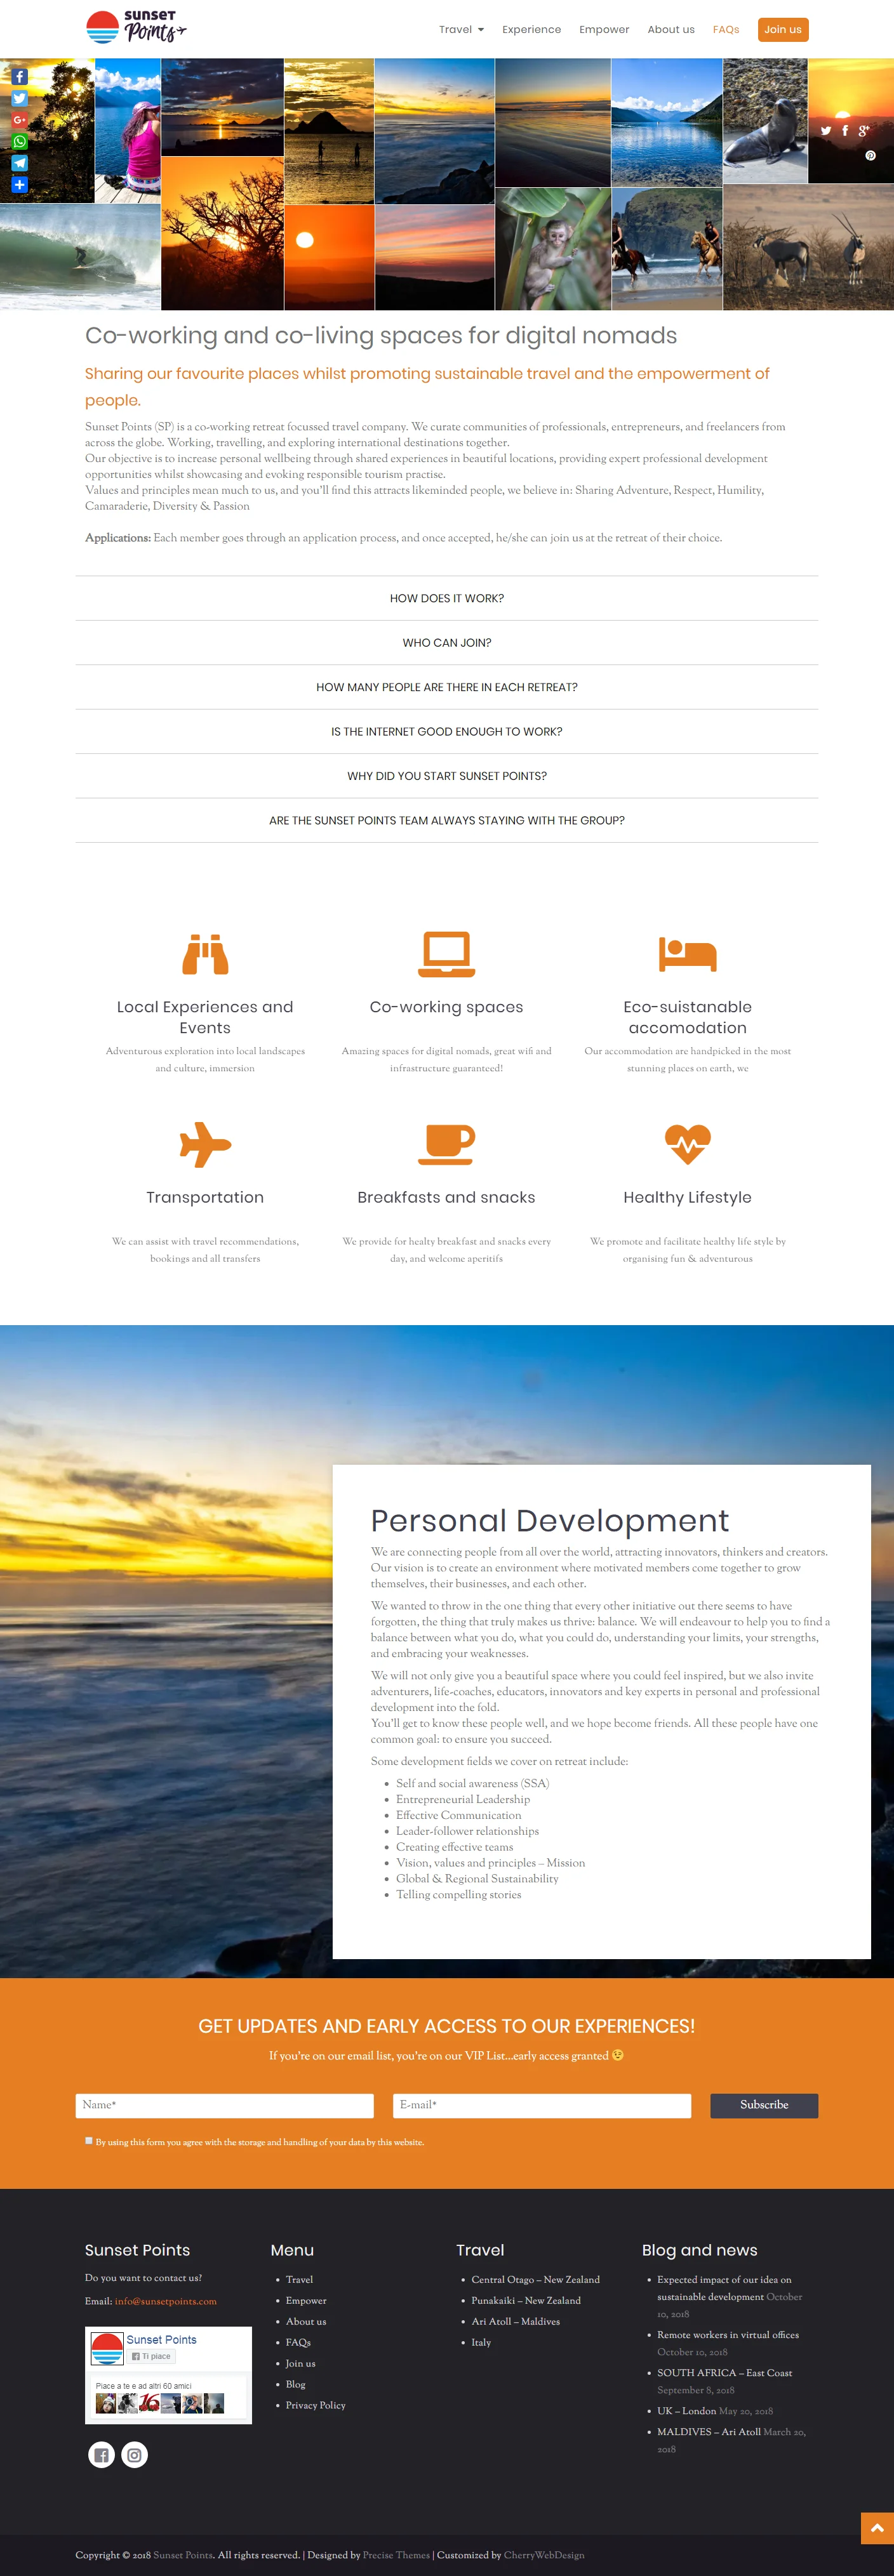 SUNSET
Points
Travel
Experience
Empower
About us
FAQs
Join us
Co-working and co-living spaces for digital nomads
Sharing our favourite places whilst promoting sustainable travel and the empowerment of
people.
Sunset Points (SP) is a co-working retreat focussed travel company. We curate communities of professionals, entrepreneurs, and freelancers from
across the globe. Working, travelling, and exploring international destinations together.
Our objective is to increase personal wellbeing through shared experiences in beautiful locations, providing expert professional development
opportunities whilst showcasing and evoking responsible tourism practise.
Values and principles mean much to us, and you'll find this attracts likeminded people, we believe in: Sharing Adventure, Respect, Humility,
Camaraderie, Diversity & Passion
Applications: Each member goes through an application process, and once accepted, he/she can join us at the retreat of their choice.
HOW DOES IT WORK?
WHO CAN JOIN?
HOW MANY PEOPLE ARE THERE IN EACH RETREAT?
IS THE INTERNET GOOD ENOUGH TO WORK?
WHY DID YOU START SUNSET POINTS?
ARE THE SUNSET POINTS TEAM ALWAYS STAYING WITH THE GROUP?
Local Experiences and
Events
Adventurous exploration into local landscapes
and culture, immersion
Co-working spaces
Amazing spaces for digital nomads, great wifi and
infrastructure guaranteed!
Eco-suistanable
accomodation
Our accommodation are handpicked in the most
stunning places on earth, we
Transportation
We can assist with travel recommendations,
bookings and all transfers
Breakfasts and snacks
We provide for healty breakfast and snacks every
day, and welcome aperitifs
Healthy Lifestyle
We promote and facilitate healthy life style by
organising fun & adventurous
Personal Development
We are connecting people from all over the world, attracting innovators, thinkers and creators.
Our vision is to create an environment where motivated members come together to grow
themselves, their businesses, and each other.
We wanted to throw in the one thing that every other initiative out there seems to have
forgotten, the thing that truly makes us thrive: balance. We will endeavour to help you to find a
balance between what you do, what you could do, understanding your limits, your strengths,
and embracing your weaknesses.
We will not only give you a beautiful space where you could feel inspired, but we also invite
adventurers, life-coaches, educators, innovators and key experts in personal and professional
development into the fold.
You'll get to know these people well, and we hope become friends. All these people have one
common goal: to ensure you succeed.
Some development fields we cover on retreat include:
• Self and social awareness (SSA)
• Entrepreneurial Leadership
• Effective Communication
• Leader-follower relationships
• Creating effective teams
• Vision, values and principles – Mission
• Global & Regional Sustainability
• Telling compelling stories
GET UPDATES AND EARLY ACCESS TO OUR EXPERIENCES!
If you're on our email list, you're on our VIP List...early access granted 😉
Name*
E-mail*
Subscribe
By using this form you agree with the storage and handling of your data by this website.
Sunset Points
Do you want to contact us?
Email: info@sunsetpoints.com
Sunset Points
Ti piace
Piace a te e ad altri 60 amici
16
Menu
• Travel
• Empower
• About us
• FAQs
• Join us
• Blog
• Privacy Policy
Travel
• Central Otago – New Zealand
• Punakaiki – New Zealand
• Ari Atoll – Maldives
• Italy
Blog and news
• Expected impact of our idea on
sustainable development October
10, 2018
• Remote workers in virtual offices
October 10, 2018
• SOUTH AFRICA – East Coast
September 8, 2018
• UK – London May 20, 2018
• MALDIVES – Ari Atoll March 20,
2018
Copyright © 2018 Sunset Points. All rights reserved. | Designed by Precise Themes | Customized by CherryWebDesign